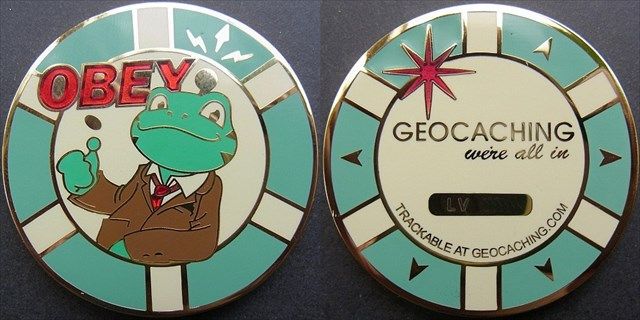 OBEY
GEOCACHING
we're all in
LV
TRACKABLE AT GEOCACHING.COM